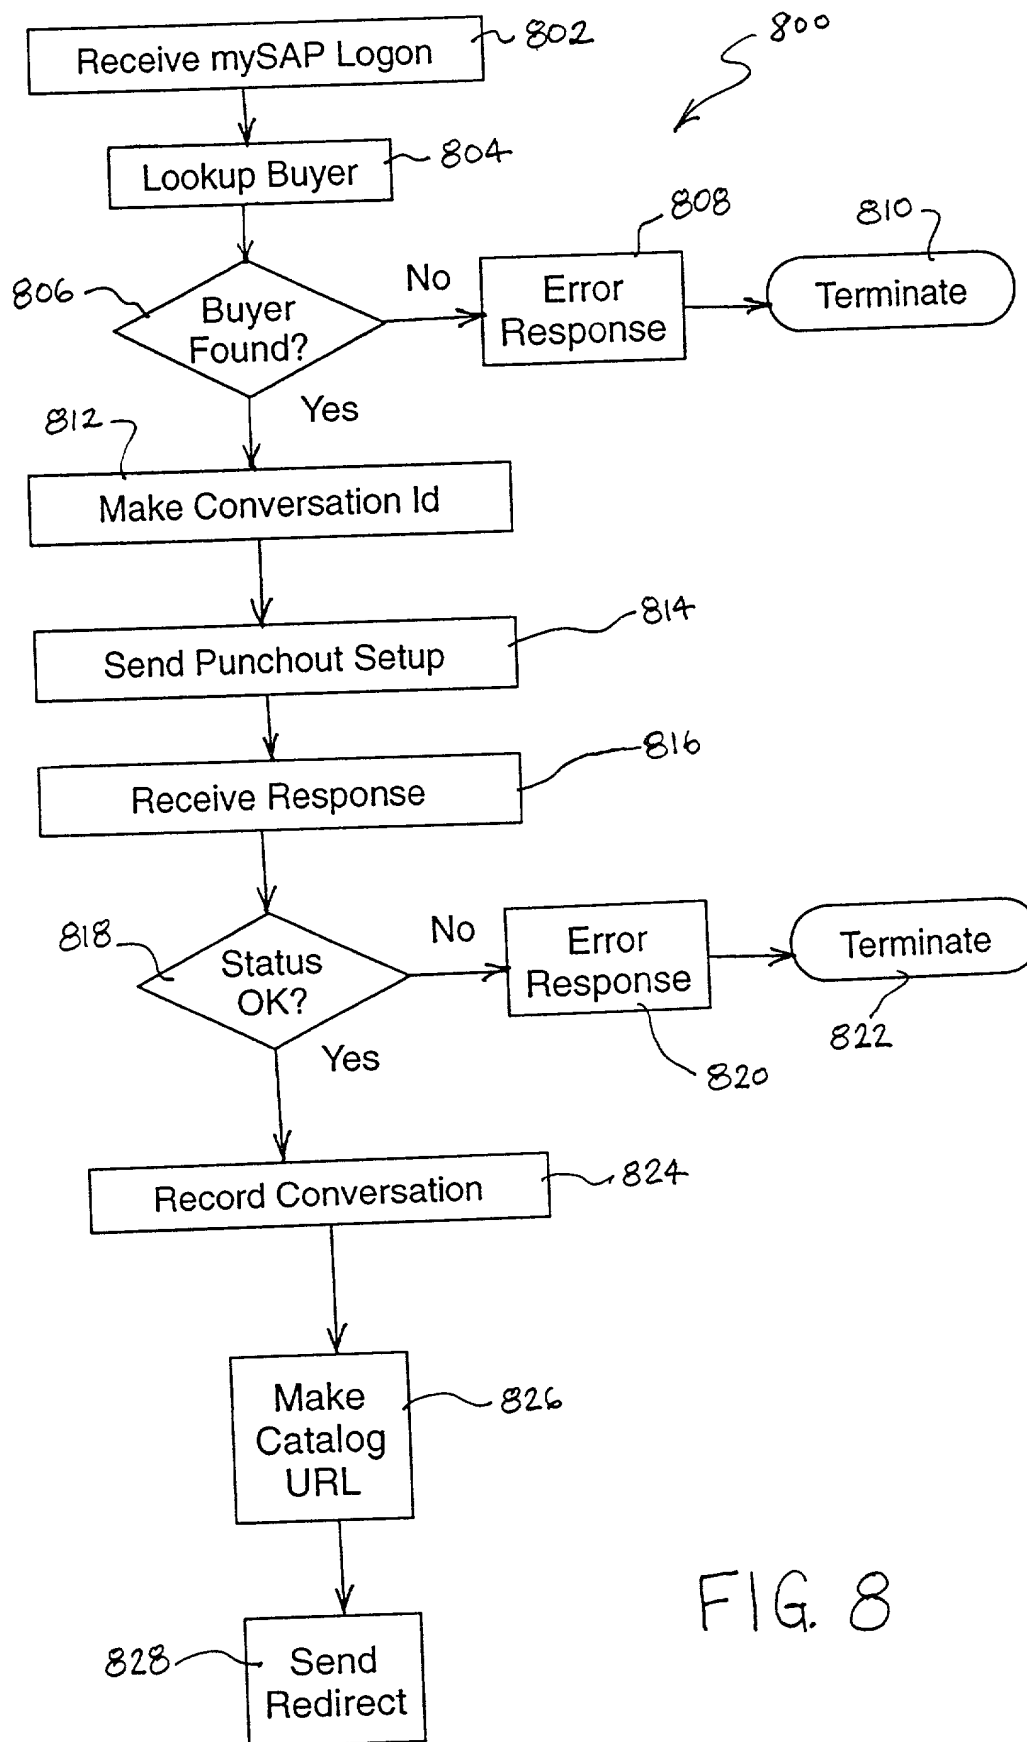 800
Receive mySAP Logon
802
Lookup Buyer
804
806
Buyer
Found?
No
Error
Response
808
Terminate
810
Yes
812
Make Conversation Id
Send Punchout Setup
814
Receive Response
816
818
Status
OK?
No
Error
Response
820
Terminate
822
Yes
Record Conversation
824
Make
Catalog
URL
826
828
Send
Redirect
FIG. 8